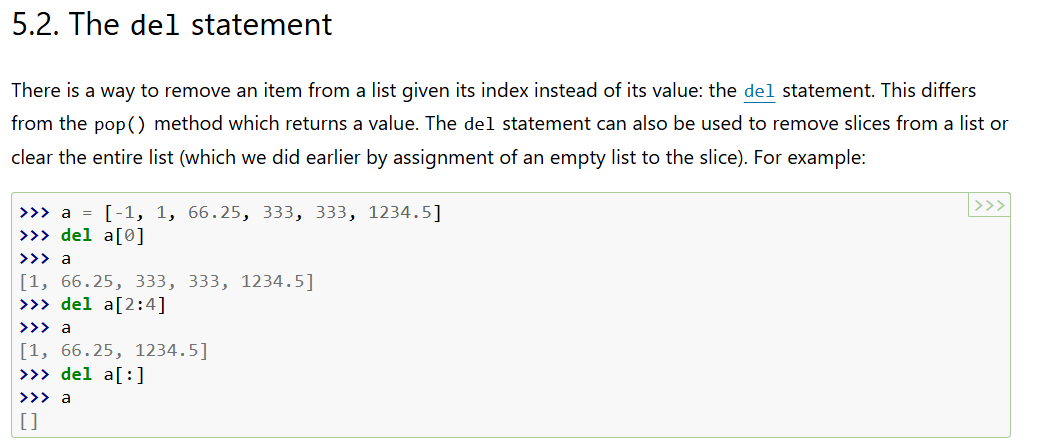 5.2. The del statement
There is a way to remove an item from a list given its index instead of its value: the del statement. This differs
from the pop() method which returns a value. The del statement can also be used to remove slices from a list or
clear the entire list (which we did earlier by assignment of an empty list to the slice). For example:
>>>
>>> a = [-1, 1, 66.25, 333, 333, 1234.5]
>>> del a[0]
>>> a
[1, 66.25, 333, 333, 1234.5]
>>> del a[2:4]
>>> a
[1, 66.25, 1234.5]
>>> del a[:]
>>> a
[]